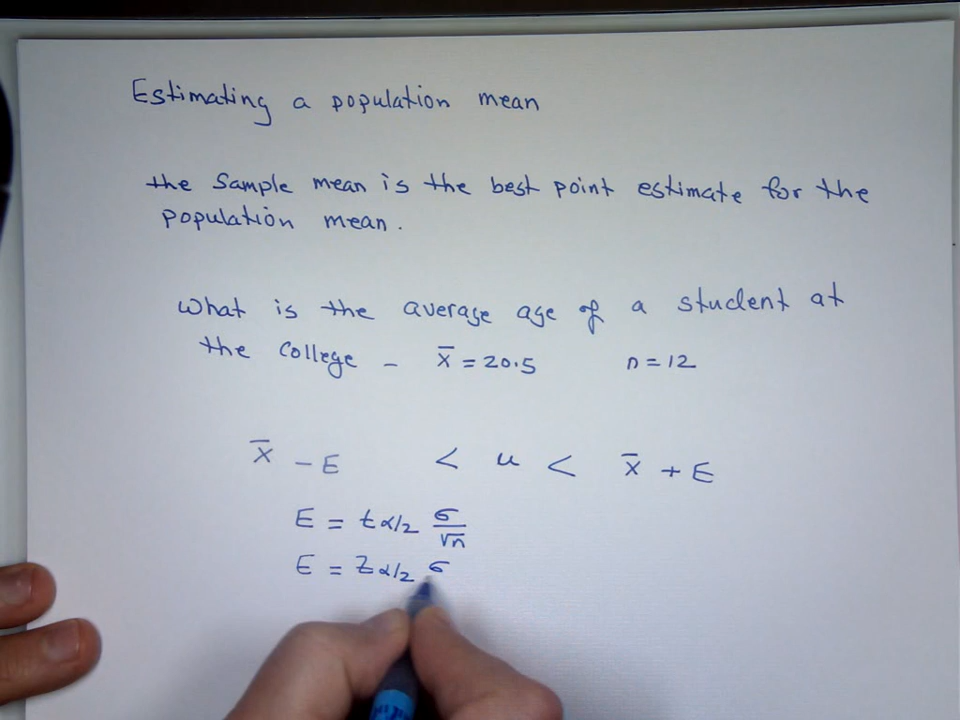 Estimating a population mean
the Sample mean is the best point estimate for the
population mean.
What is the average age of a student at
the College - x̄ = 20.5 n = 12
x̄ - E < u < x̄ + E
E = tα/2 σ/√n
E = Zα/2 σ